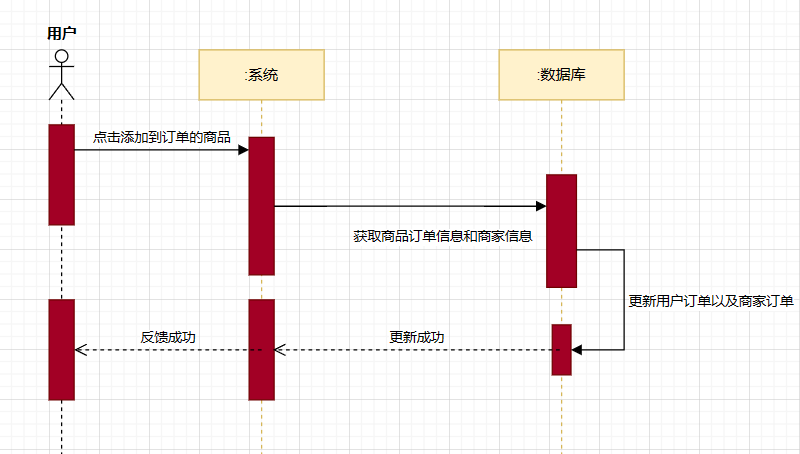 用户
:系统
:数据库
点击添加到订单的商品
获取商品订单信息和商家信息
更新用户订单以及商家订单
反馈成功
更新成功